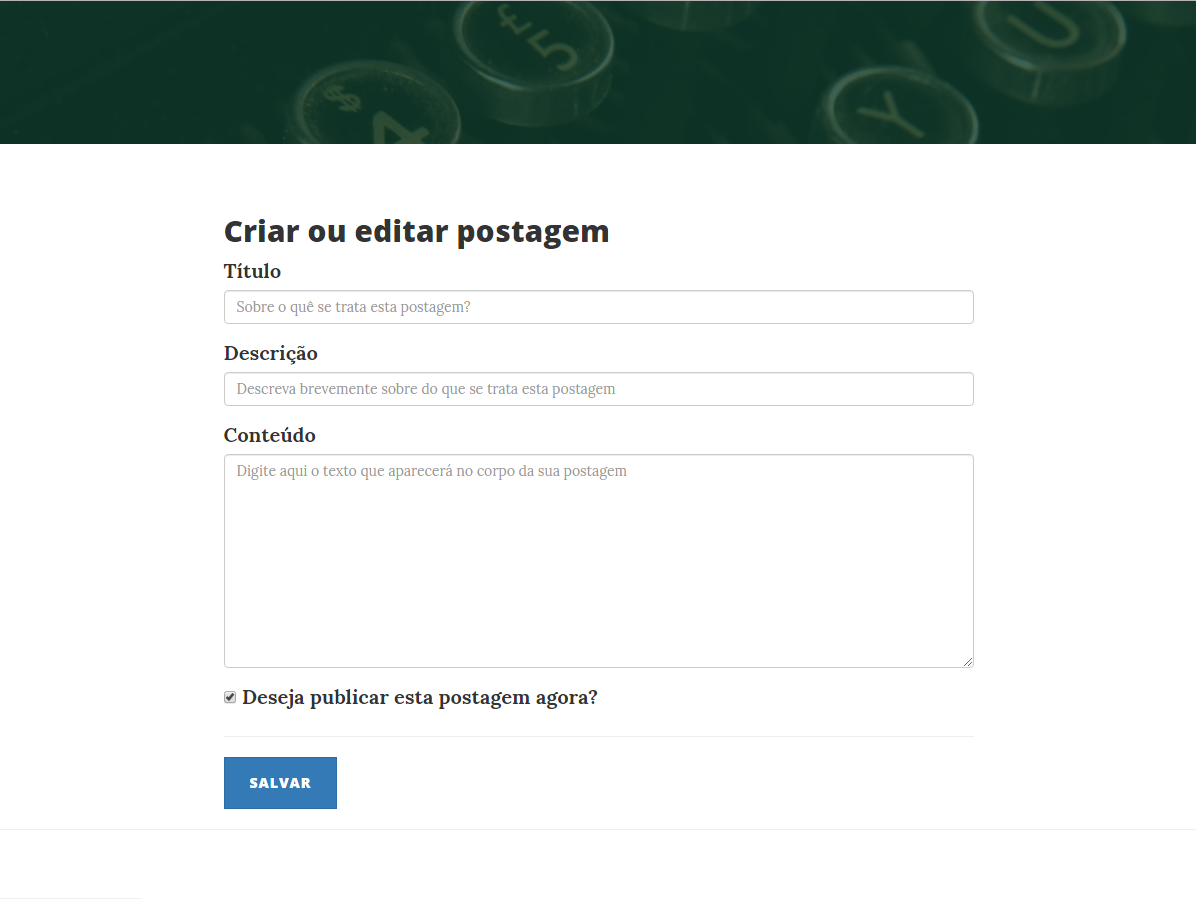 £
5
U
$
4
Y
Criar ou editar postagem
Título
Sobre o quê se trata esta postagem?
Descrição
Descreva brevemente sobre do que se trata esta postagem
Conteúdo
Digite aqui o texto que aparecerá no corpo da sua postagem
Deseja publicar esta postagem agora?
SALVAR